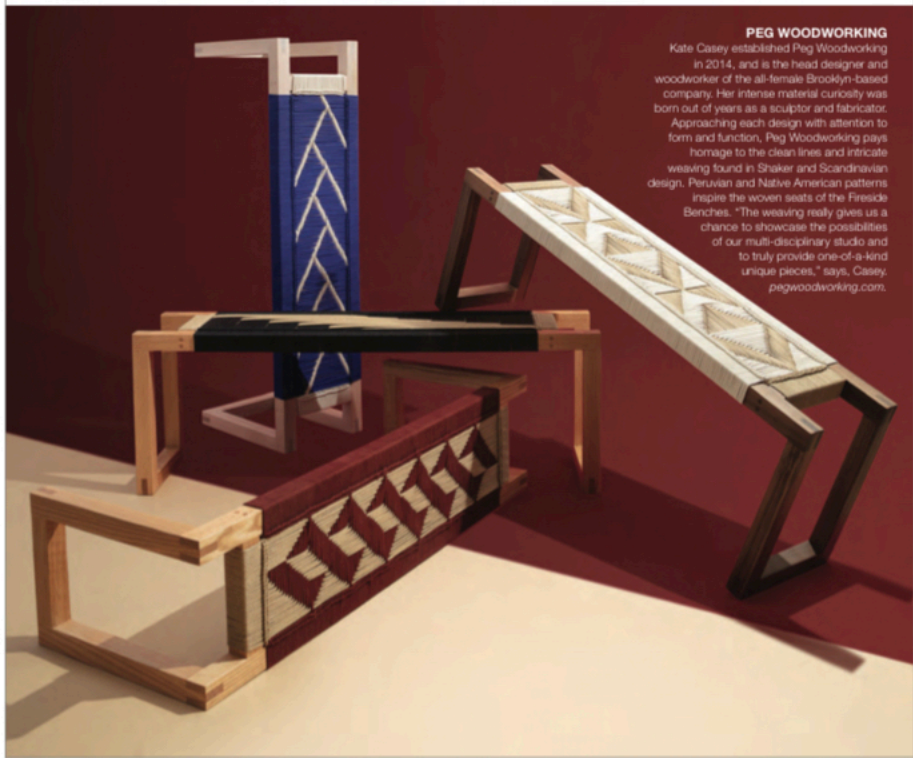 PEG WOODWORKING
Kate Casey established Peg Woodworking
in 2014, and is the head designer and
woodworker of the all-female Brooklyn-based
company. Her intense material curiosity was
born out of years as a sculptor and fabricator.
Approaching each design with attention to
form and function, Peg Woodworking pays
homage to the clean lines and intricate
weaving found in Shaker and Scandinavian
design. Peruvian and Native American patterns
inspire the woven seats of the Fireside
Benches. "The weaving really gives us a
chance to showcase the possibilities
of our multi-disciplinary studio and
to truly provide one-of-a-kind
unique pieces," says, Casey.
pegwoodworking.com.